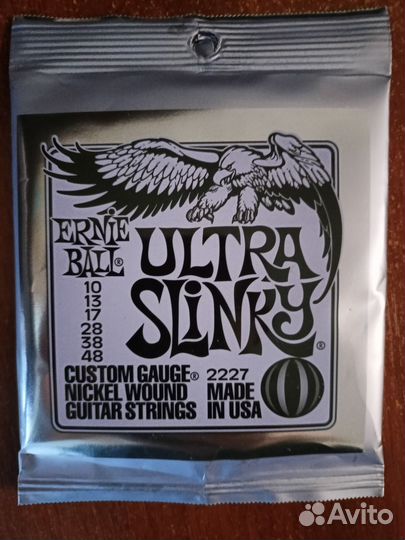 ERNIE
BALL®
ULTRA
SLINKY®
10
13
17
28
38
48
CUSTOM GAUGE®
NICKEL WOUND
GUITAR STRINGS
2227
MADE
IN USA
Avito